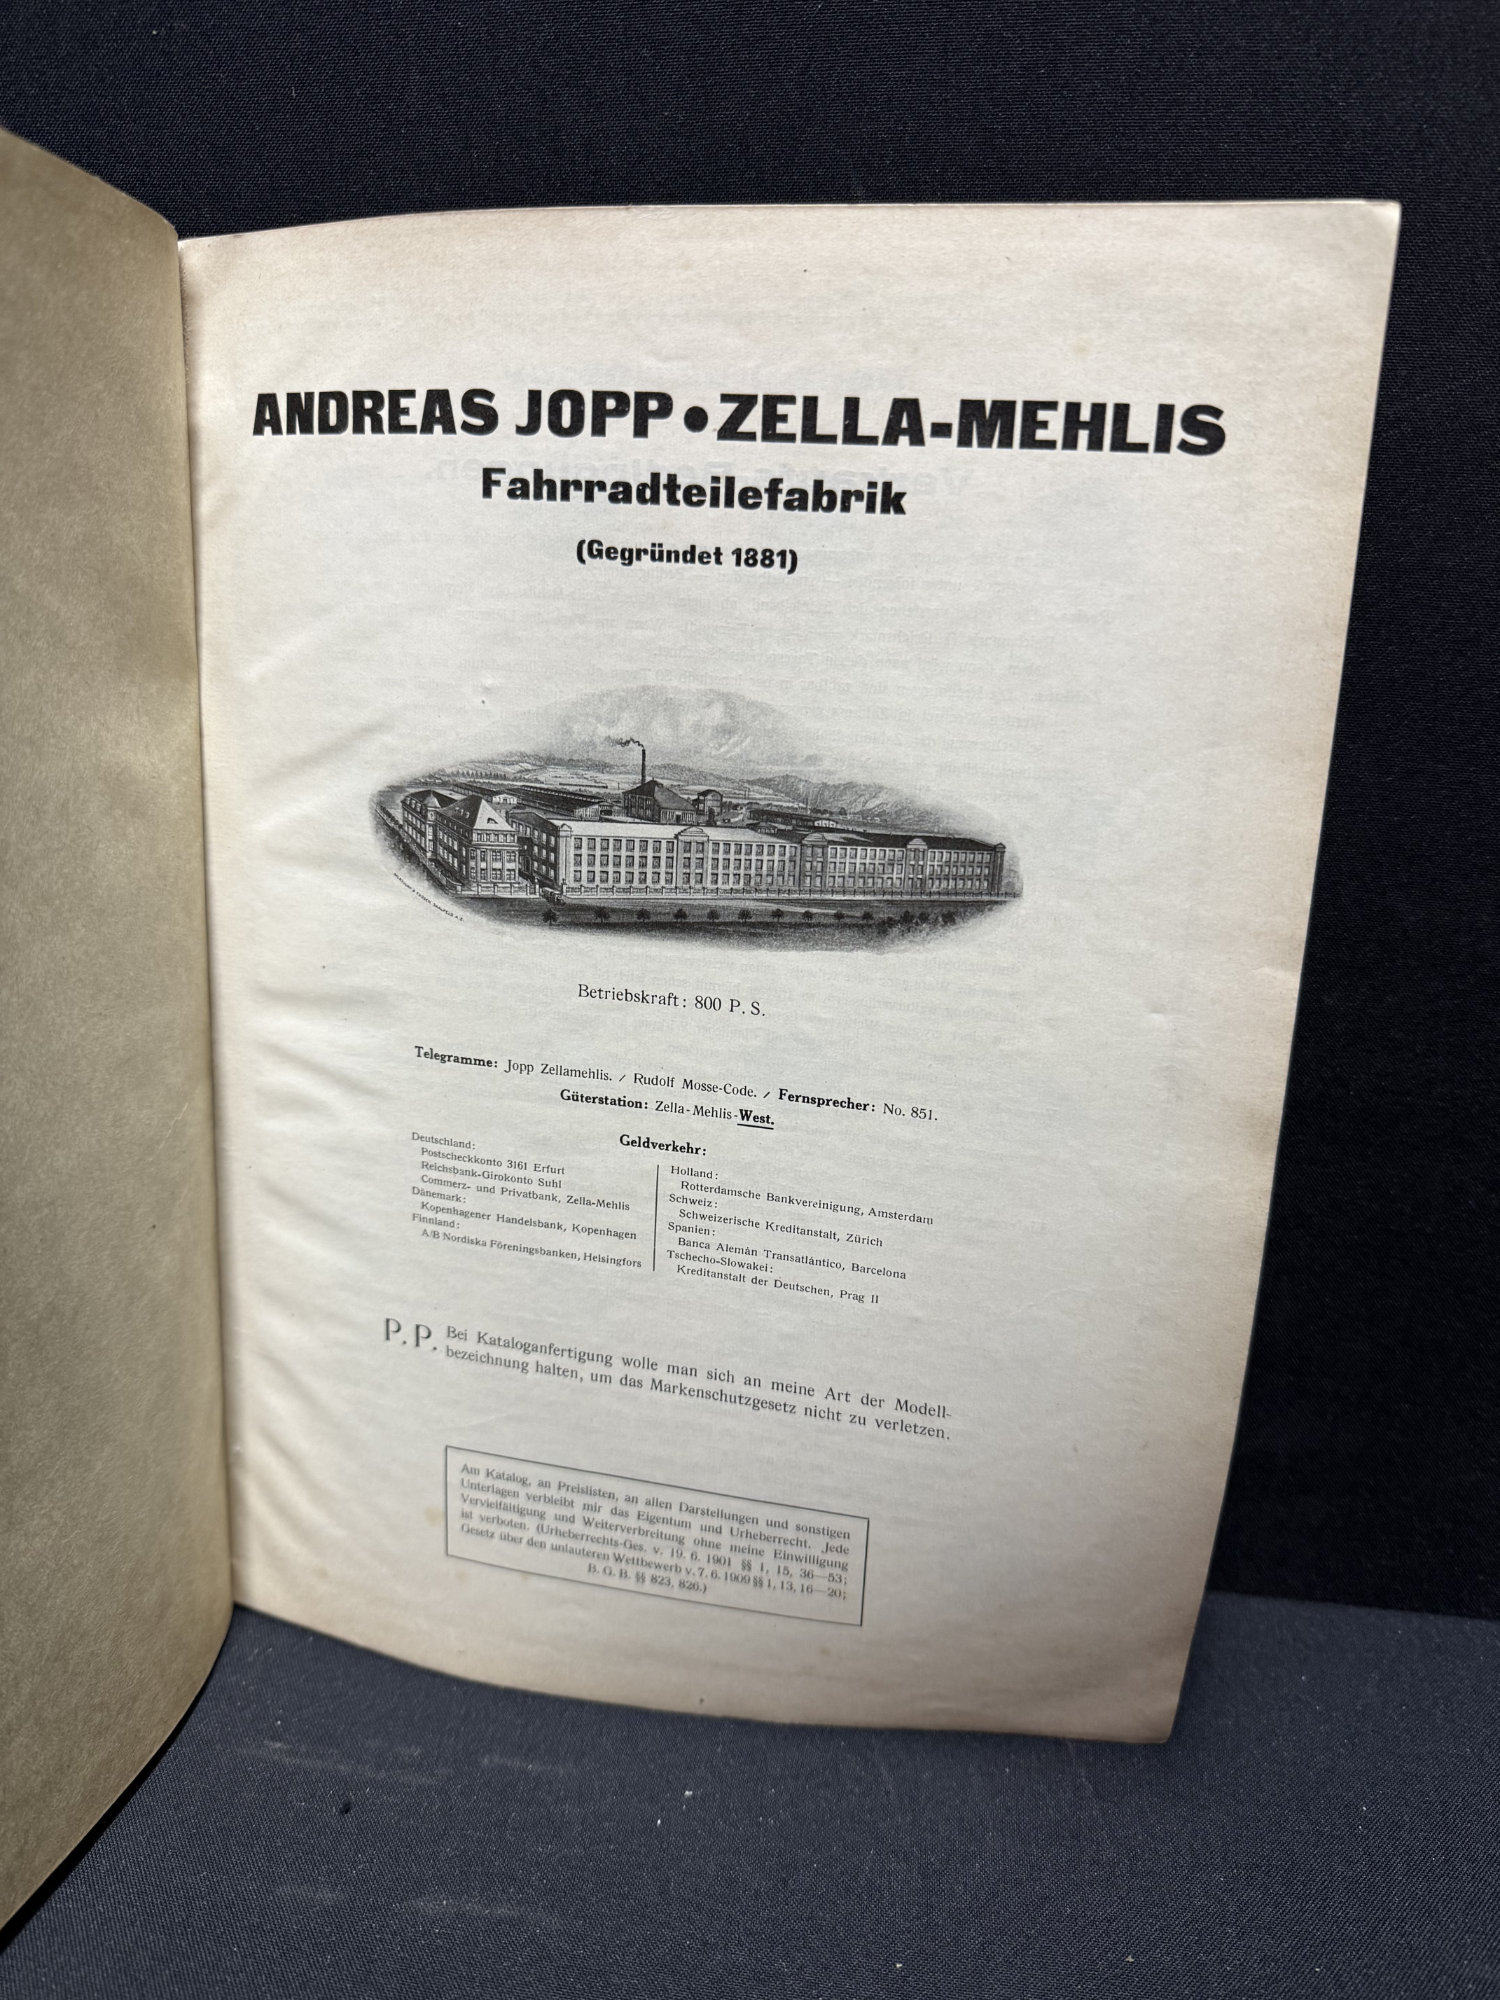 ANDREAS JOPP • ZELLA-MEHLIS
Fahrradteilefabrik
(Gegründet 1881)
Betriebskraft: 800 P. S.
Telegramme: Jopp Zellamehlis. / Rudolf Mosse-Code. / Fernsprecher: No. 851.
Güterstation: Zella-Mehlis-West.
Geldverkehr:
Deutschland:
Postscheckkonto 3161 Erfurt
Reichsbank-Girokonto Suhl
Commerz- und Privatbank, Zella-Mehlis
Dänemark:
Kopenhagener Handelsbank, Kopenhagen
Finnland:
A/B Nordiska Föreningsbanken, Helsingfors
Holland:
Rotterdamsche Bankvereinigung, Amsterdam
Schweiz:
Schweizerische Kreditanstalt, Zürich
Spanien:
Banca Alemán Transatlántico, Barcelona
Tschecho-Slowakei:
Kreditanstalt der Deutschen, Prag II
P. P. Bei Kataloganfertigung wolle man sich an meine Art der Modell-
bezeichnung halten, um das Markenschutzgesetz nicht zu verletzen.
Am Katalog, an Preislisten, an allen Darstellungen und sonstigen
Unterlagen verbleibt mir das Eigentum und Urheberrecht. Jede
Vervielfältigung und Weiterverbreitung ohne meine Einwilligung
ist verboten. (Urheberrechts-Ges. v. 19. 6. 1901 §§ 1, 15, 36—53;
Gesetz über den unlauteren Wettbewerb v. 7. 6. 1909 §§ 1, 13, 16—20;
B. G. B. §§ 823, 826.)